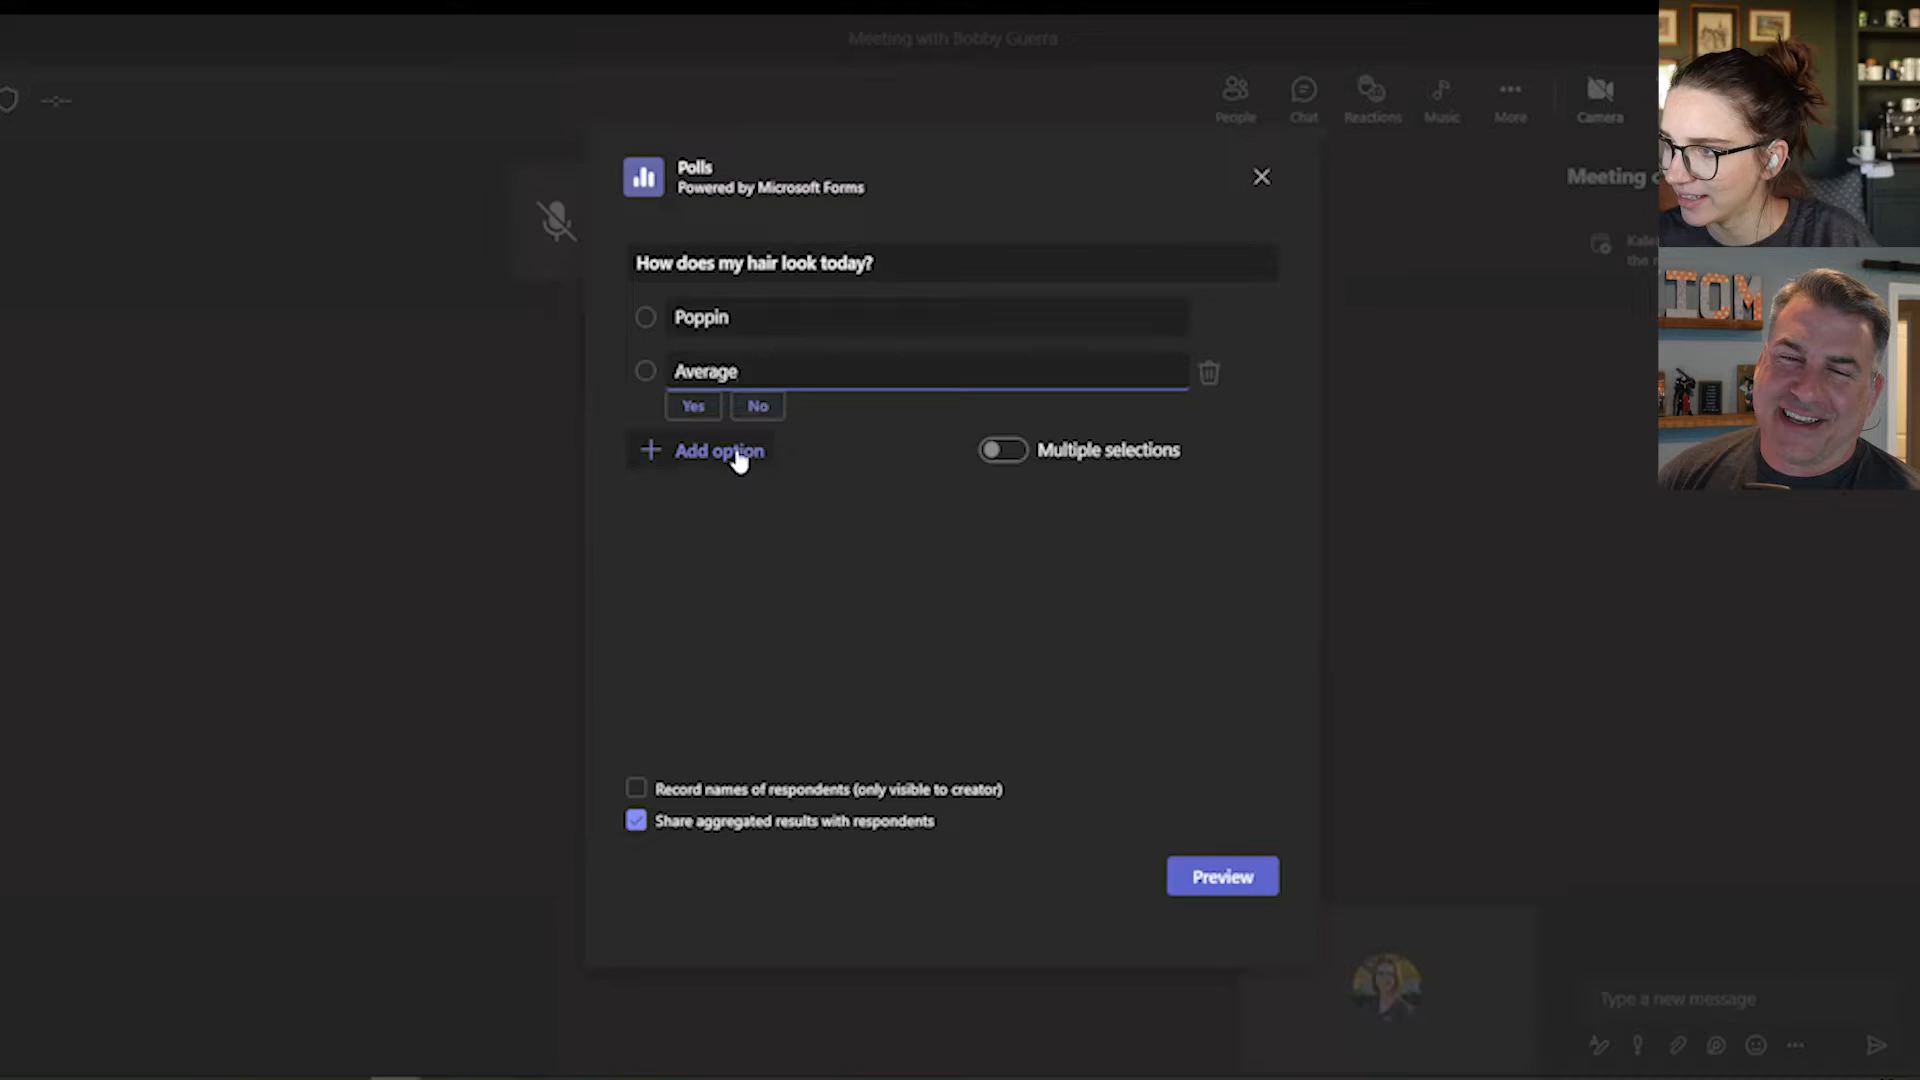 Meeting with Bobby Guerra
People
Chat
Reactions
Music
More
Camera
Polls
Powered by Microsoft Forms
Meeting
How does my hair look today?
Poppin
Average
Yes
No
Add option
Multiple selections
Record names of respondents (only visible to creator)
Share aggregated results with respondents
Preview
Type a new message
IOM